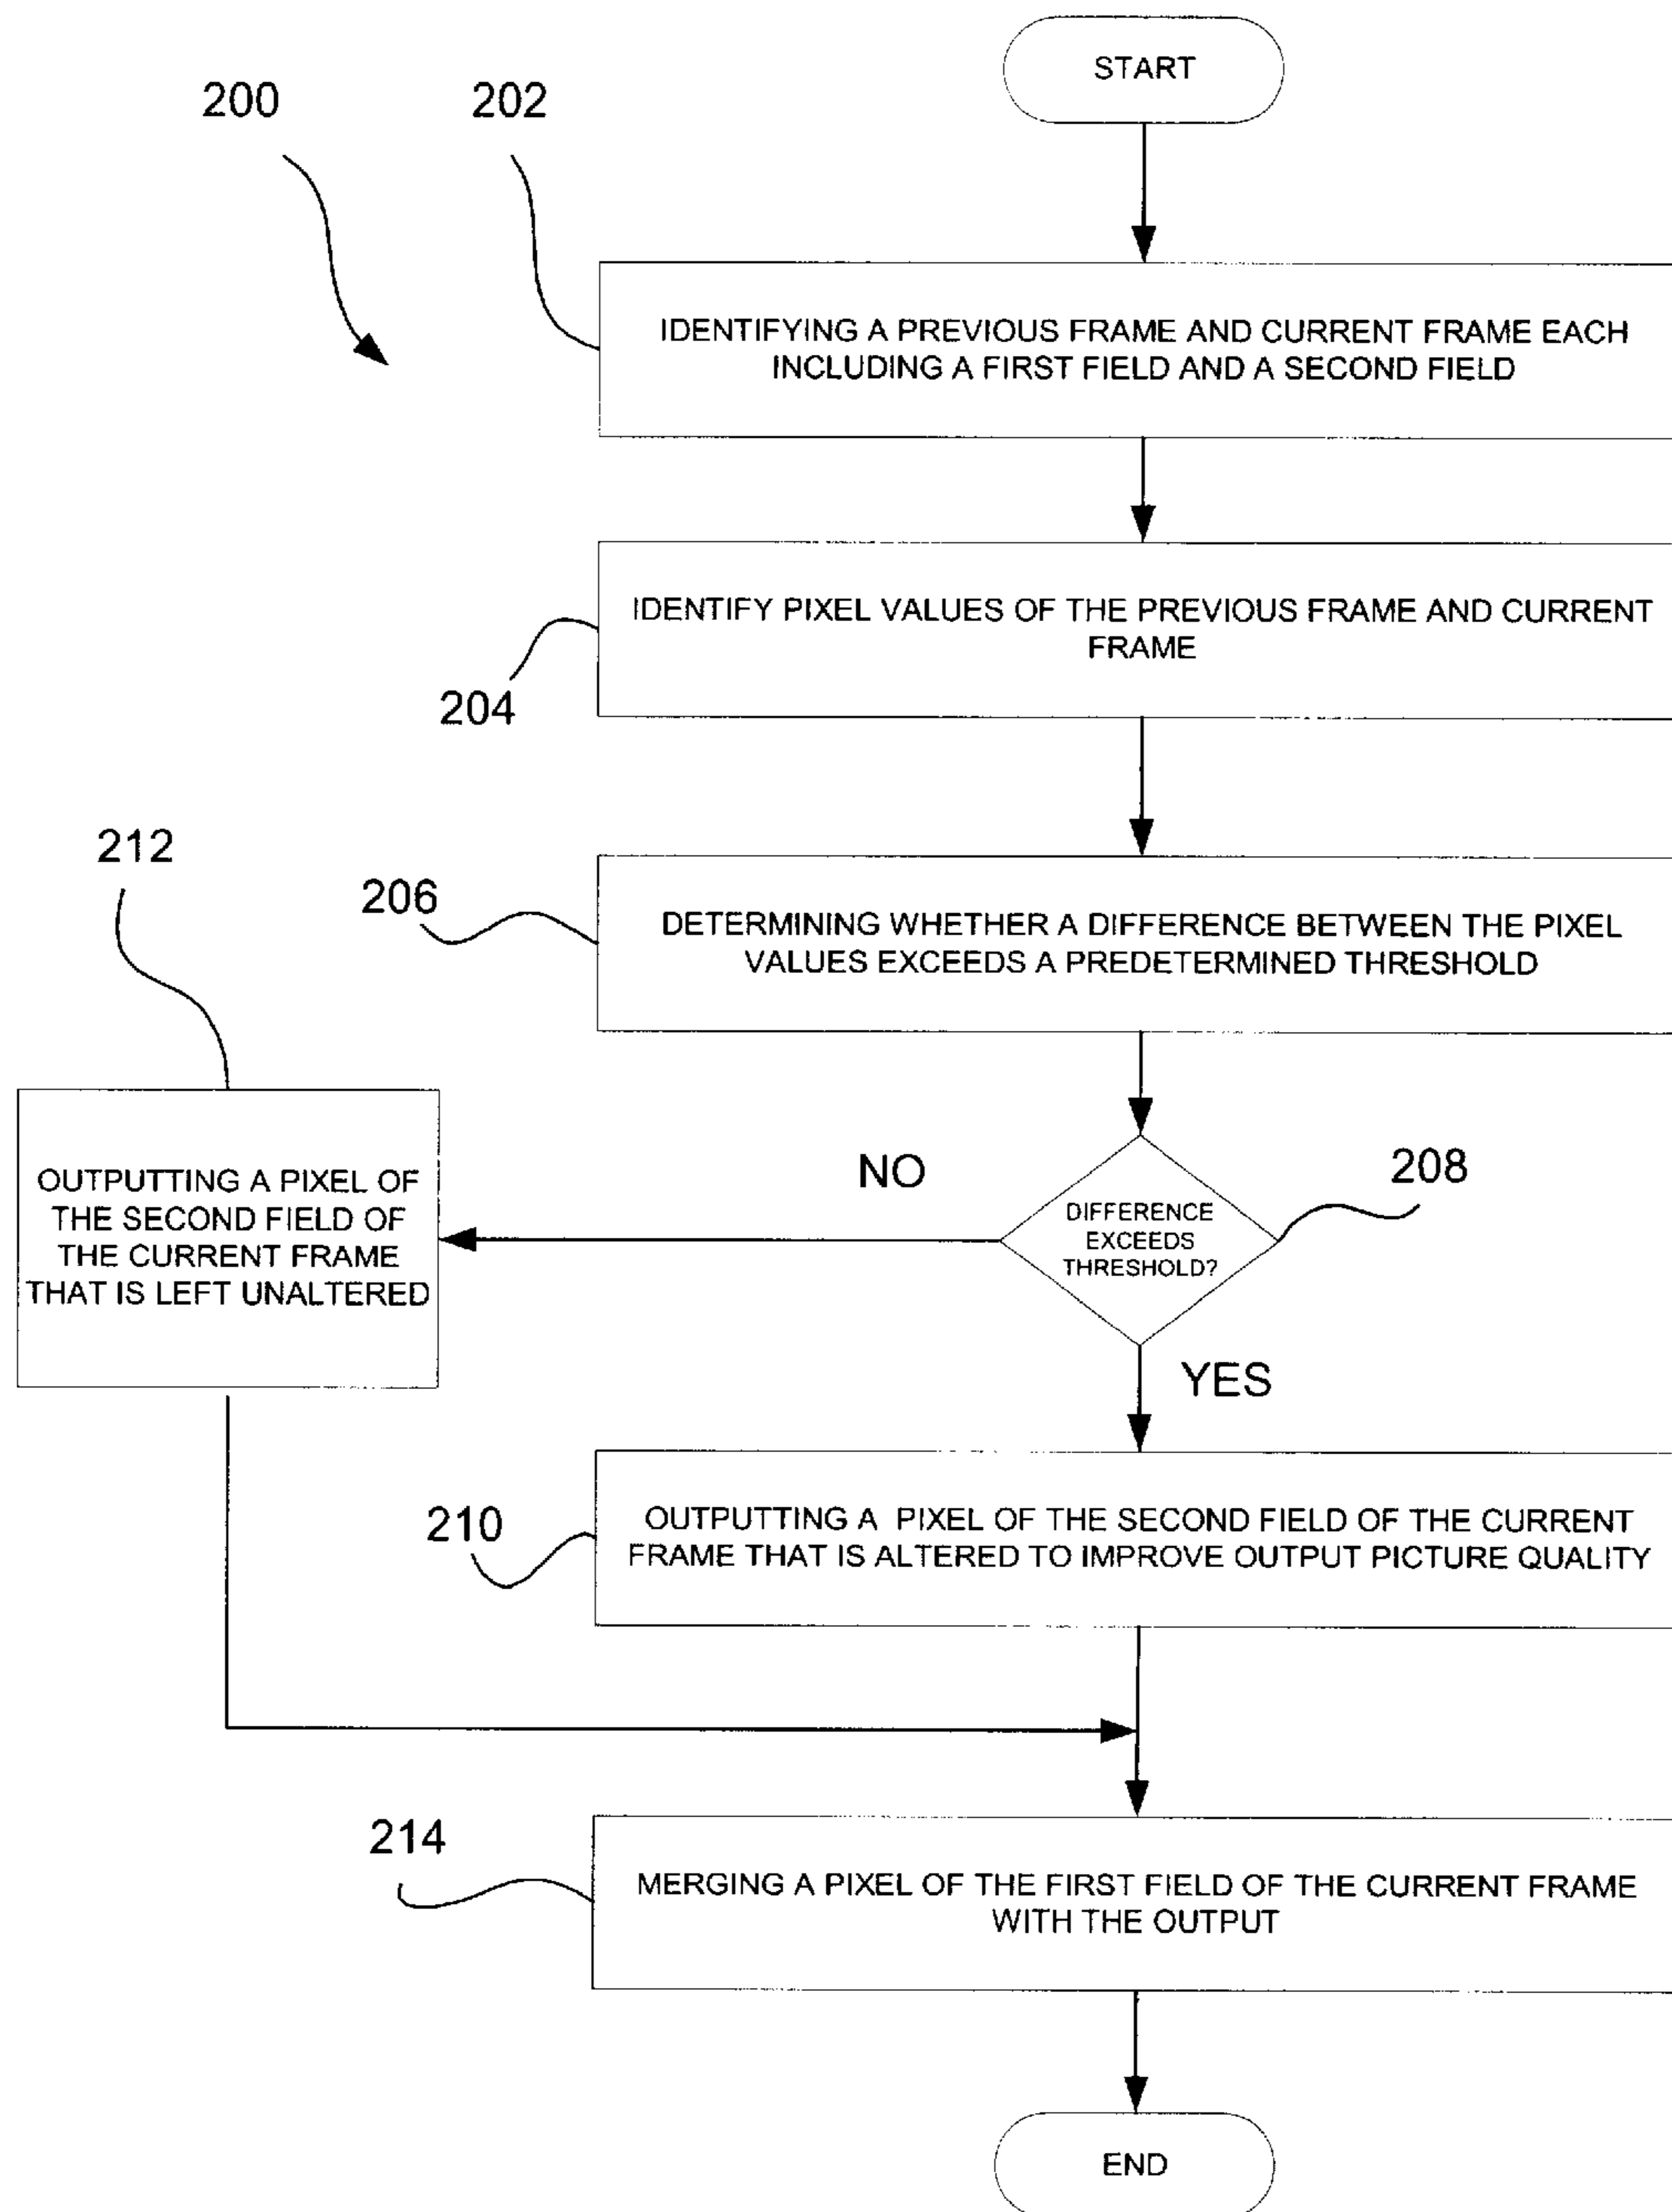 START
200
202
IDENTIFYING A PREVIOUS FRAME AND CURRENT FRAME EACH
INCLUDING A FIRST FIELD AND A SECOND FIELD
IDENTIFY PIXEL VALUES OF THE PREVIOUS FRAME AND CURRENT
FRAME
204
212
206
DETERMINING WHETHER A DIFFERENCE BETWEEN THE PIXEL
VALUES EXCEEDS A PREDETERMINED THRESHOLD
OUTPUTTING A PIXEL OF
THE SECOND FIELD OF
THE CURRENT FRAME
THAT IS LEFT UNALTERED
NO
208
DIFFERENCE
EXCEEDS
THRESHOLD?
YES
210
OUTPUTTING A PIXEL OF THE SECOND FIELD OF THE CURRENT
FRAME THAT IS ALTERED TO IMPROVE OUTPUT PICTURE QUALITY
214
MERGING A PIXEL OF THE FIRST FIELD OF THE CURRENT FRAME
WITH THE OUTPUT
END